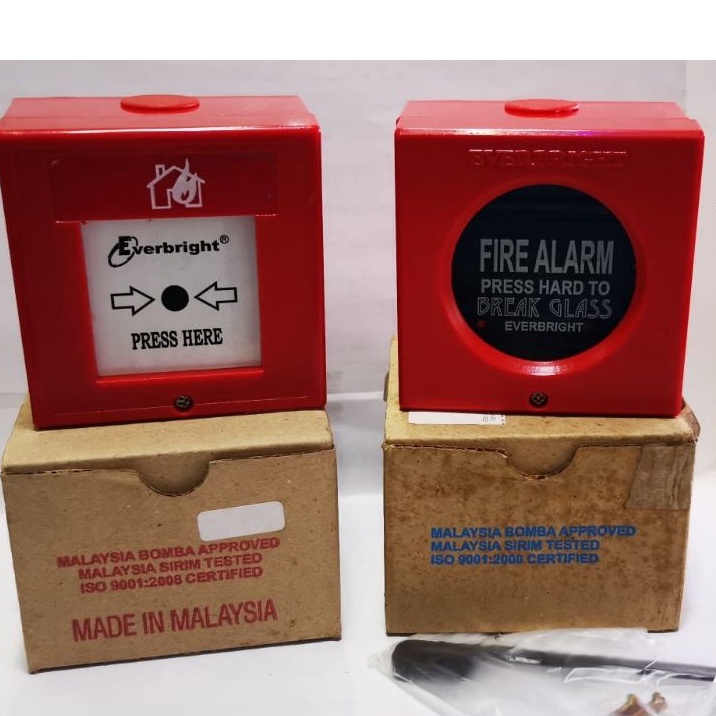 Everbright®
PRESS HERE
EVERBRIGHT
FIRE ALARM
PRESS HARD TO
BREAK GLASS
EVERBRIGHT
MALAYSIA BOMBA APPROVED
MALAYSIA SIRIM TESTED
ISO 9001:2008 CERTIFIED
MADE IN MALAYSIA
MALAYSIA BOMBA APPROVED
MALAYSIA SIRIM TESTED
ISO 9001:2000 CERTIFIED